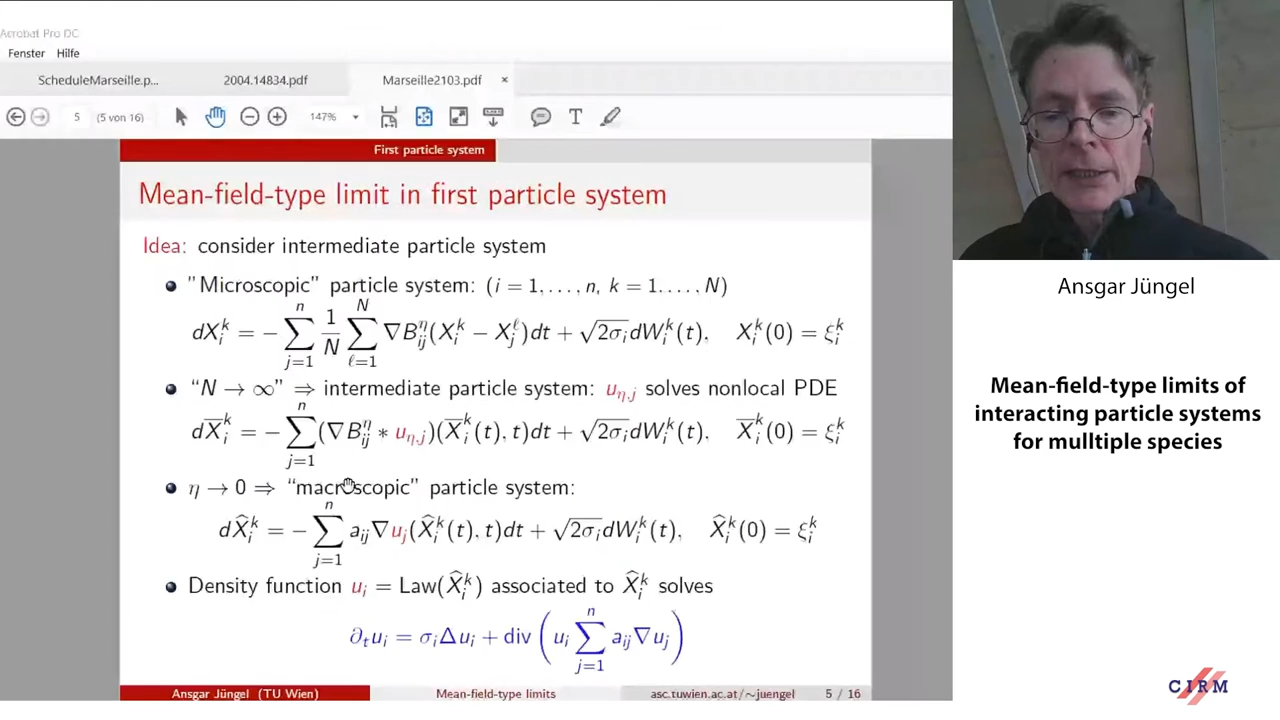 Acrobat Pro DC
Fenster Hilfe
ScheduleMarseille.p... 2004.14834.pdf Marseille2103.pdf ×
5 (5 von 16) 147%
First particle system
Mean-field-type limit in first particle system
Idea: consider intermediate particle system
"Microscopic" particle system: (i = 1, . . . , n, k = 1. . . . , N)
dX_i^k = − ∑_{j=1}^{n} 1/N ∑_{ℓ=1}^{N} ∇B_{ij}^η(X_i^k − X_j^ℓ)dt + √2σ_i dW_i^k(t), X_i^k(0) = ξ_i^k
“N → ∞” ⇒ intermediate particle system: u_{η,j} solves nonlocal PDE
dX̅_i^k = − ∑_{j=1}^{n} (∇B_{ij}^η ∗ u_{η,j})(X̅_i^k(t), t)dt + √2σ_i dW_i^k(t), X̅_i^k(0) = ξ_i^k
η → 0 ⇒ “macroscopic” particle system:
dX̂_i^k = − ∑_{j=1}^{n} a_{ij}∇u_j(X̂_i^k(t), t)dt + √2σ_i dW_i^k(t), X̂_i^k(0) = ξ_i^k
Density function u_i = Law(X̂_i^k) associated to X̂_i^k solves
∂_t u_i = σ_i Δu_i + div ( u_i ∑_{j=1}^{n} a_{ij}∇u_j )
Ansgar Jüngel (TU Wien) Mean-field-type limits asc.tuwien.ac.at/∼juengel 5 / 16
Ansgar Jüngel
Mean-field-type limits of
interacting particle systems
for mulltiple species
CIRM